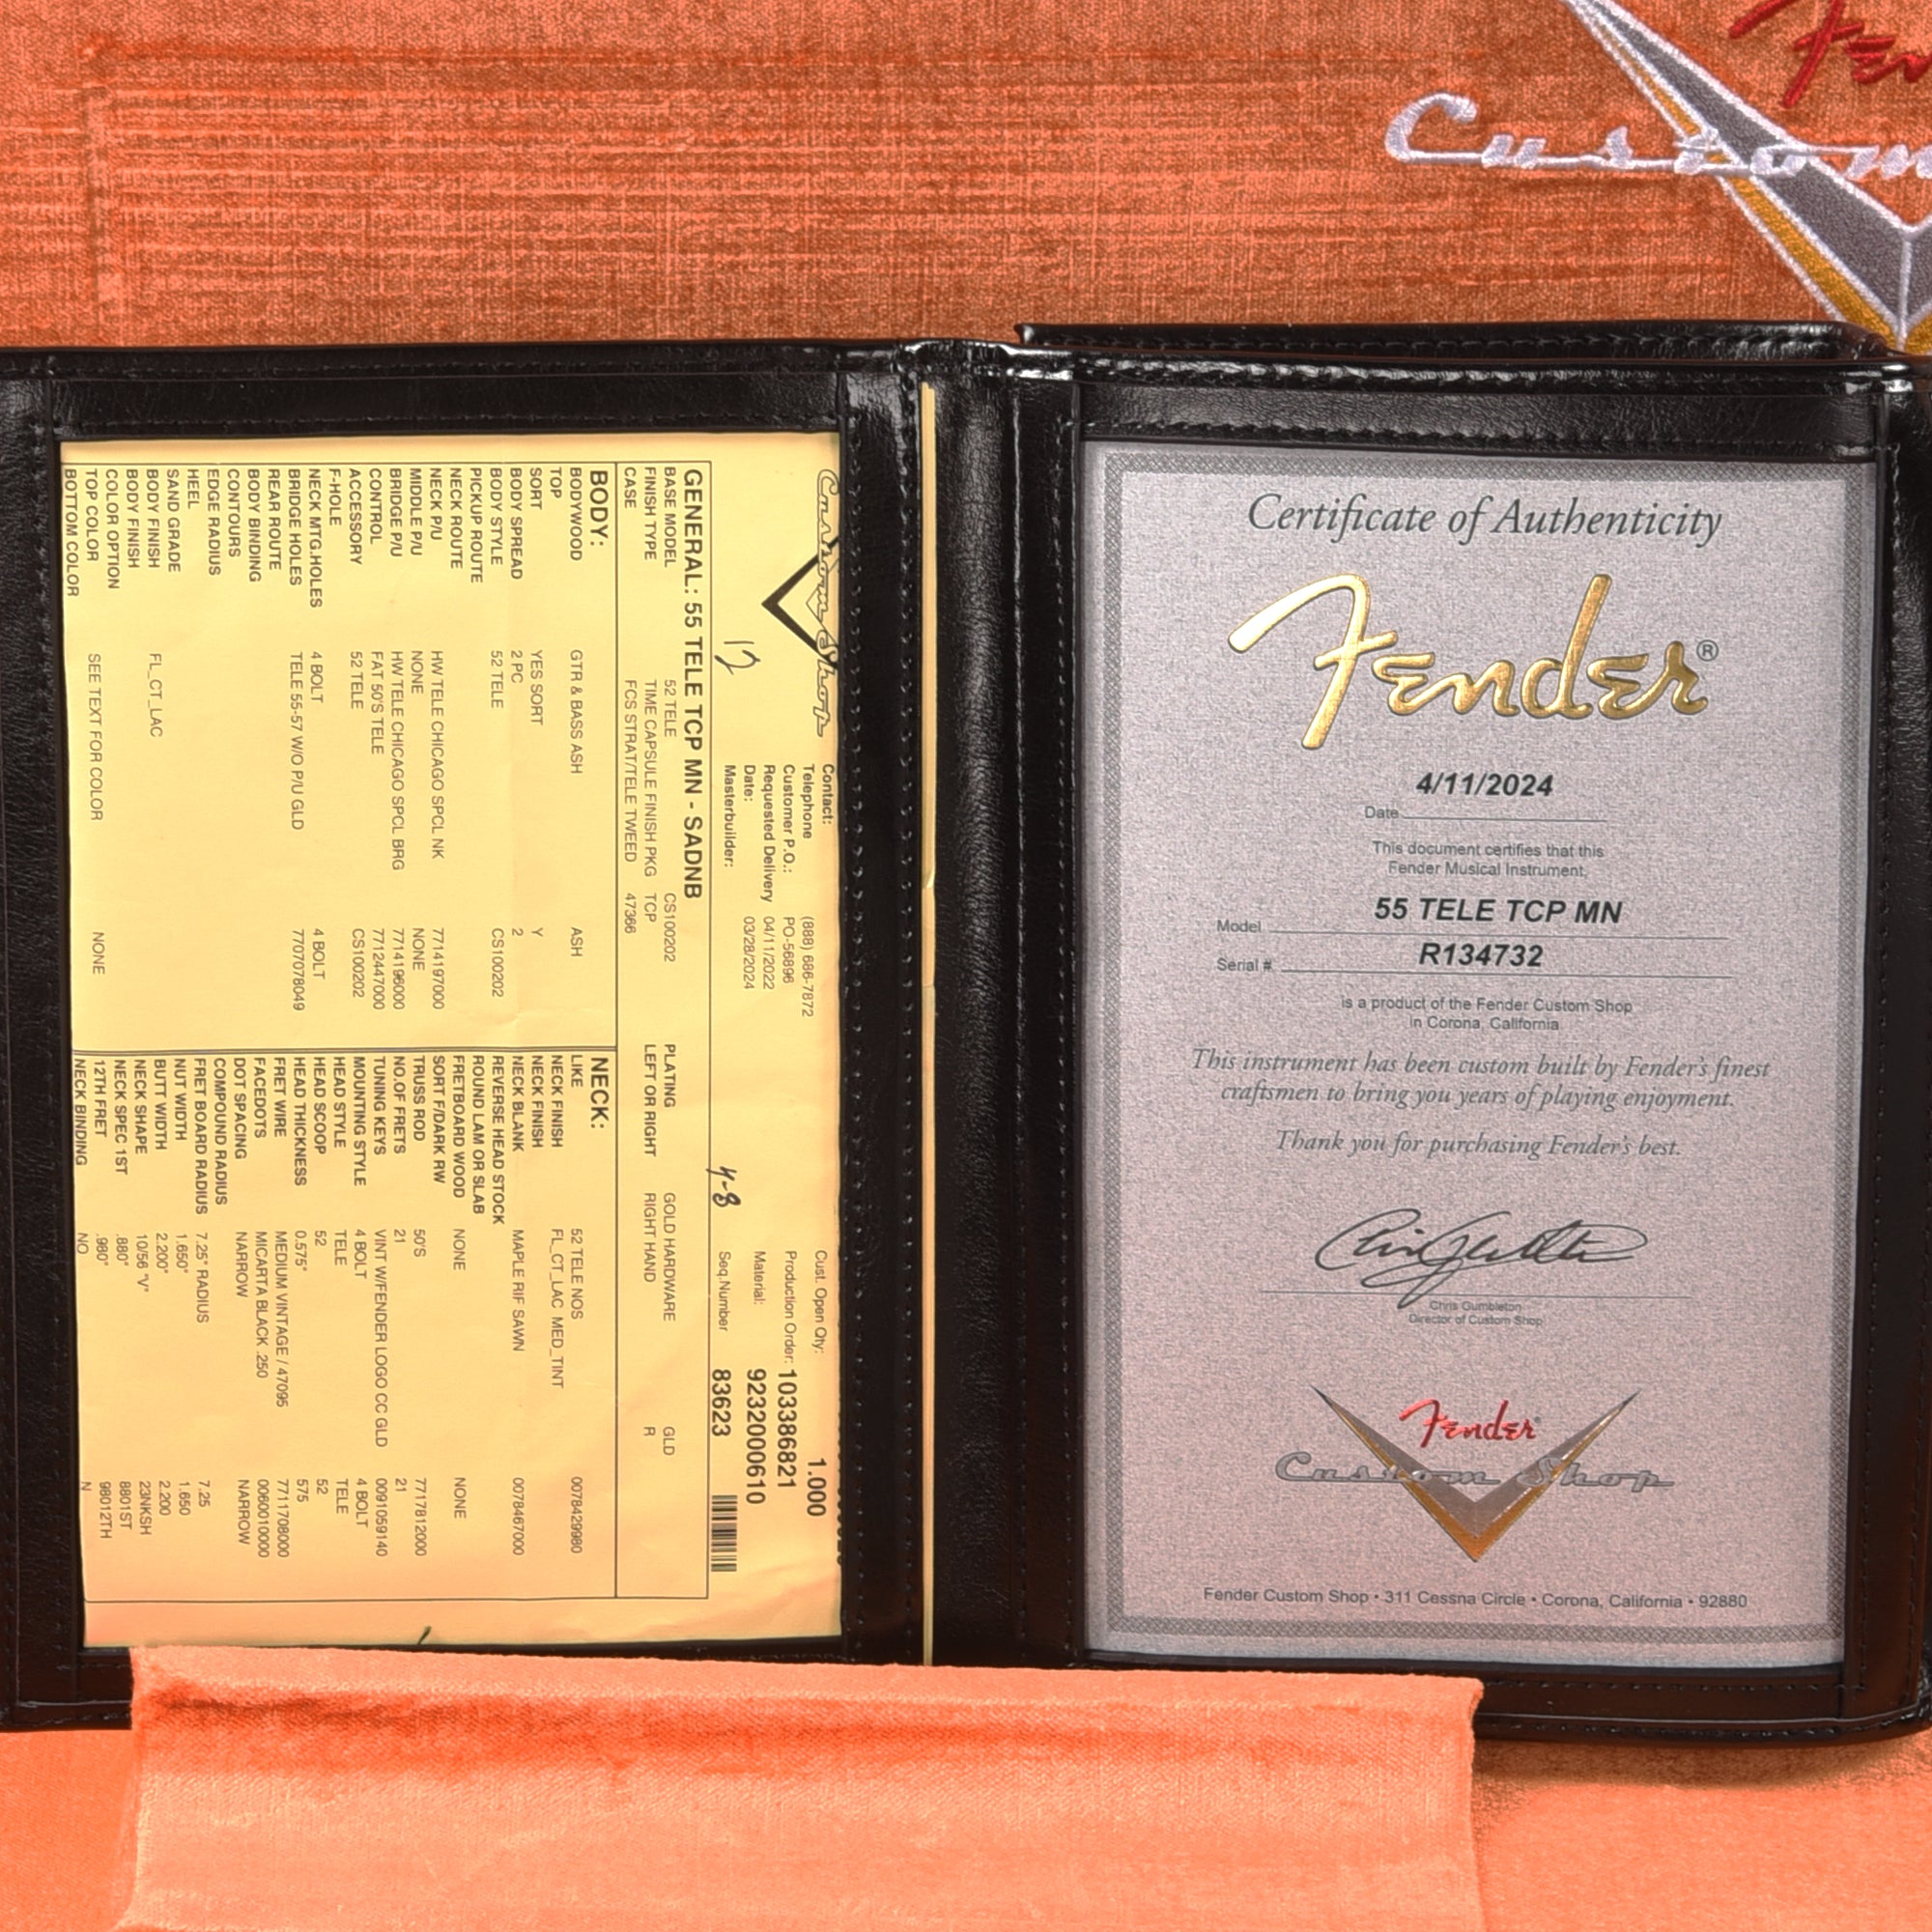 Fen
Custom
Custom Shop
Contact:
Telephone (888) 686-7872
Customer P.O.: PO-56896
Requested Delivery 04/11/2022
Date: 03/28/2024
Masterbuilder:
12
4-8
Cust. Open Qty: 1.000
Production Order: 1033868821
Material: 9232000610
Seq.Number 83623
GENERAL: 55 TELE TCP MN - SADNB
BASE MODEL 52 TELE CS100202 PLATING GOLD HARDWARE GLD
FINISH TYPE TIME CAPSULE FINISH PKG TCP LEFT OR RIGHT RIGHT HAND R
CASE FCS STRAT/TELE TWEED 47366
BODY:
BODYWOOD GTR & BASS ASH ASH
TOP
SORT YES SORT Y
BODY SPREAD 2 PC 2
BODY STYLE 52 TELE CS100202
PICKUP ROUTE
NECK ROUTE
NECK P/U HW TELE CHICAGO SPCL NK 7714197000
MIDDLE P/U NONE NONE
BRIDGE P/U HW TELE CHICAGO SPCL BRG 7714196000
CONTROL FAT 50'S TELE 7712447000
ACCESSORY 52 TELE CS100202
F-HOLE
NECK MTG.HOLES 4 BOLT 4 BOLT
BRIDGE HOLES TELE 55-57 W/O P/U GLD 7707078049
REAR ROUTE
BODY BINDING
CONTOURS
EDGE RADIUS
HEEL
SAND GRADE
BODY FINISH FL_CT_LAC
BODY FINISH
COLOR OPTION
TOP COLOR SEE TEXT FOR COLOR NONE
BOTTOM COLOR
NECK:
LIKE 52 TELE NOS 0078429980
NECK FINISH FL_CT_LAC MED_TINT
NECK FINISH
NECK BLANK MAPLE RIF SAWN 0078467000
REVERSE HEAD STOCK
ROUND LAM OR SLAB
FRETBOARD WOOD NONE NONE
SORT F/DARK RW
TRUSS ROD 50'S 7717812000
NO.OF FRETS 21 21
TUNING KEYS VINT W/FENDER LOGO CC GLD 0091059140
MOUNTING STYLE 4 BOLT 4 BOLT
HEAD STYLE TELE TELE
HEAD SCOOP 52 52
HEAD THICKNESS 0.575" 575
FRET WIRE MEDIUM VINTAGE / 47095 7711708000
FACEDOTS MICARTA BLACK .250 0060010000
DOT SPACING NARROW NARROW
COMPOUND RADIUS
FRET BOARD RADIUS 7.25" RADIUS 7.25
NUT WIDTH 1.650" 1.650
BUTT WIDTH 2.200" 2.200
NECK SHAPE 10/56 "V" 23NKSH
NECK SPEC 1ST .880" 8801ST
12TH FRET .980" 98012TH
NECK BINDING NO N
Certificate of Authenticity
Fender®
4/11/2024
Date
This document certifies that this
Fender Musical Instrument,
Model 55 TELE TCP MN
Serial # R134732
is a product of the Fender Custom Shop
in Corona, California
This instrument has been custom built by Fender's finest
craftsmen to bring you years of playing enjoyment.
Thank you for purchasing Fender's best.
Chris Gumbleton
Director of Custom Shop
Fender
Custom Shop
Fender Custom Shop • 311 Cessna Circle • Corona, California • 92880